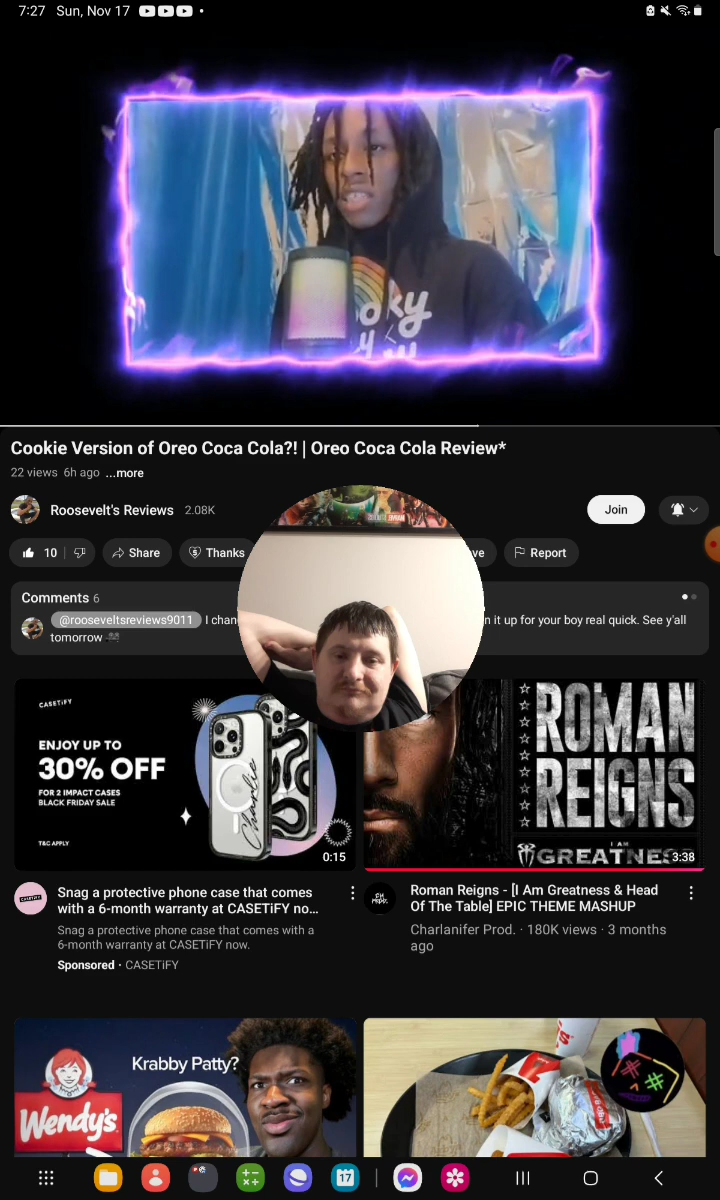 7:27 Sun, Nov 17
oky
Cookie Version of Oreo Coca Cola?! | Oreo Coca Cola Review*
22 views 6h ago ...more
Roosevelt's Reviews 2.08K
Join
10
Share
Thanks
Report
Comments 6
@rooseveltsreviews9011 I chan
it up for your boy real quick. See y'all
tomorrow
CASETiFY
ENJOY UP TO
30% OFF
FOR 2 IMPACT CASES
BLACK FRIDAY SALE
T&C APPLY
Charlie
0:15
ROMAN
REIGNS
I AM
GREATNES
3:38
Snag a protective phone case that comes
with a 6-month warranty at CASETiFY no...
Snag a protective phone case that comes with a
6-month warranty at CASETiFY now.
Sponsored · CASETiFY
Roman Reigns - [I Am Greatness & Head
Of The Table] EPIC THEME MASHUP
Charlanifer Prod. · 180K views · 3 months
ago
Krabby Patty?
Wendy's
17